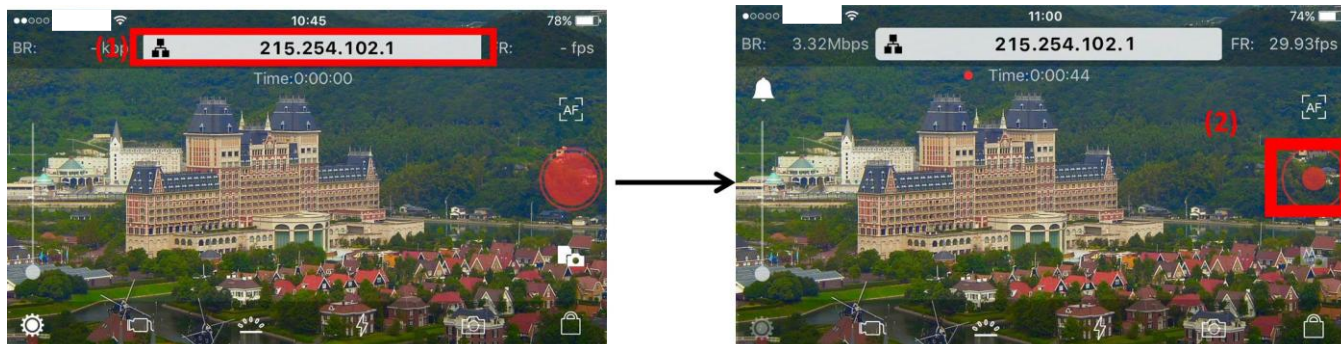 10:45
78%
BR:
- kbp
(1)
215.254.102.1
FR:
- fps
Time:0:00:00
AF
11:00
74%
BR:
3.32Mbps
215.254.102.1
FR:
29.93fps
Time:0:00:44
AF
(2)